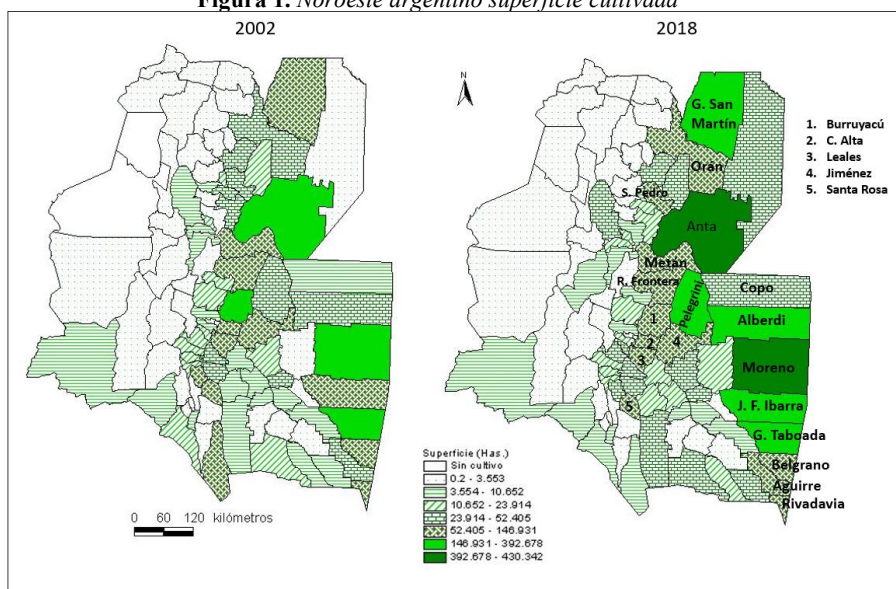 Figura 1. Noroeste argentino superficie cultivada
2002
2018
N
G. San
Martín
1. Burruyacú
2. C. Alta
3. Leales
4. Jiménez
5. Santa Rosa
Orán
S. Pedro
Anta
Metán
R. Frontera
Pelegrini
Copo
Alberdi
1
2
3
4
Moreno
J. F. Ibarra
5
G. Taboada
Belgrano
Aguirre
Rivadavia
Superficie (Has.)
Sin cultivo
0.2 - 3.553
3.554 - 10.652
10.652 - 23.914
23.914 - 52.405
52.405 - 146.931
146.931 - 392.678
392.678 - 430.342
0 60 120 kilómetros